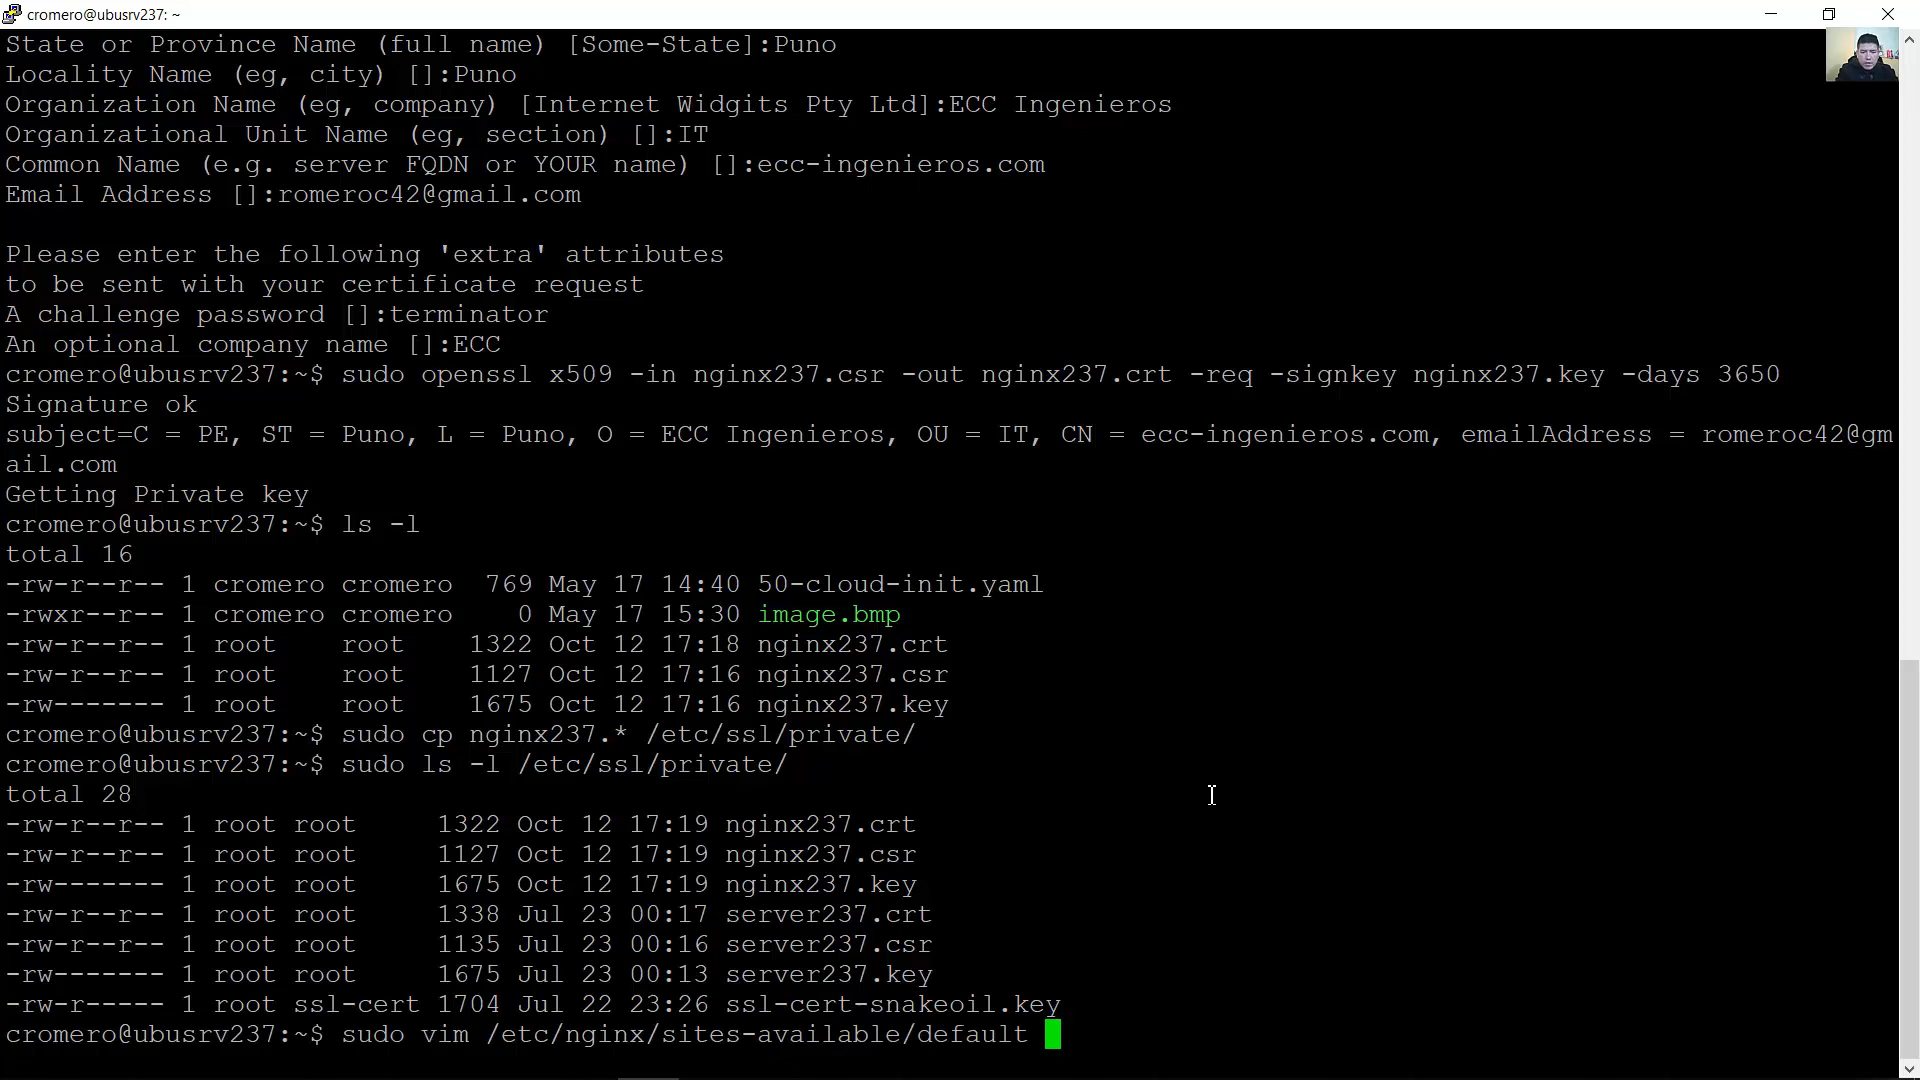 cromero@ubusrv237: ~
State or Province Name (full name) [Some-State]:Puno
Locality Name (eg, city) []:Puno
Organization Name (eg, company) [Internet Widgits Pty Ltd]:ECC Ingenieros
Organizational Unit Name (eg, section) []:IT
Common Name (e.g. server FQDN or YOUR name) []:ecc-ingenieros.com
Email Address []:romeroc42@gmail.com
Please enter the following 'extra' attributes
to be sent with your certificate request
A challenge password []:terminator
An optional company name []:ECC
cromero@ubusrv237:~$ sudo openssl x509 -in nginx237.csr -out nginx237.crt -req -signkey nginx237.key -days 3650
Signature ok
subject=C = PE, ST = Puno, L = Puno, O = ECC Ingenieros, OU = IT, CN = ecc-ingenieros.com, emailAddress = romeroc42@gm
ail.com
Getting Private key
cromero@ubusrv237:~$ ls -l
total 16
-rw-r--r-- 1 cromero cromero  769 May 17 14:40 50-cloud-init.yaml
-rwxr--r-- 1 cromero cromero    0 May 17 15:30 image.bmp
-rw-r--r-- 1 root    root    1322 Oct 12 17:18 nginx237.crt
-rw-r--r-- 1 root    root    1127 Oct 12 17:16 nginx237.csr
-rw------- 1 root    root    1675 Oct 12 17:16 nginx237.key
cromero@ubusrv237:~$ sudo cp nginx237.* /etc/ssl/private/
cromero@ubusrv237:~$ sudo ls -l /etc/ssl/private/
total 28
-rw-r--r-- 1 root root     1322 Oct 12 17:19 nginx237.crt
-rw-r--r-- 1 root root     1127 Oct 12 17:19 nginx237.csr
-rw------- 1 root root     1675 Oct 12 17:19 nginx237.key
-rw-r--r-- 1 root root     1338 Jul 23 00:17 server237.crt
-rw-r--r-- 1 root root     1135 Jul 23 00:16 server237.csr
-rw------- 1 root root     1675 Jul 23 00:13 server237.key
-rw-r----- 1 root ssl-cert 1704 Jul 22 23:26 ssl-cert-snakeoil.key
cromero@ubusrv237:~$ sudo vim /etc/nginx/sites-available/default